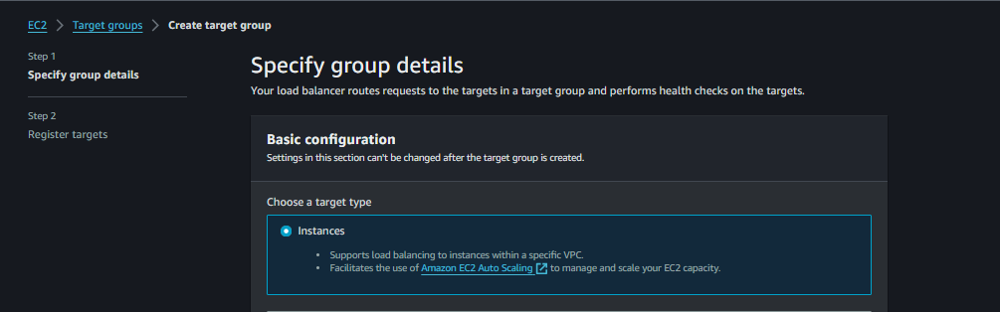 EC2 > Target groups > Create target group
Step 1
Specify group details
Step 2
Register targets
Specify group details
Your load balancer routes requests to the targets in a target group and performs health checks on the targets.
Basic configuration
Settings in this section can't be changed after the target group is created.
Choose a target type
Instances
• Supports load balancing to instances within a specific VPC.
• Facilitates the use of Amazon EC2 Auto Scaling to manage and scale your EC2 capacity.